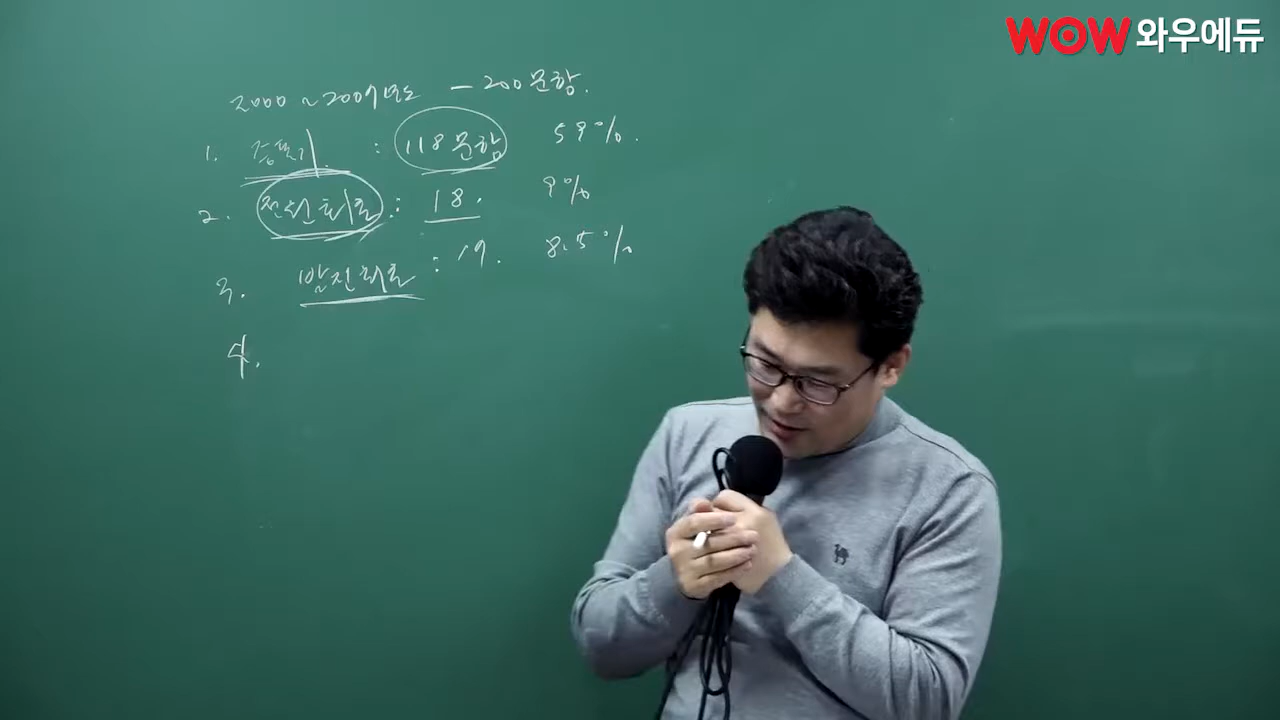 WOW 와우에듀
2000 ~ 2009년도 — 200문항.
1. 증폭기 : 118문항 59%.
2. 전원회로 : 18. 9%
3. 발진회로 : 17. 8.5%
4.